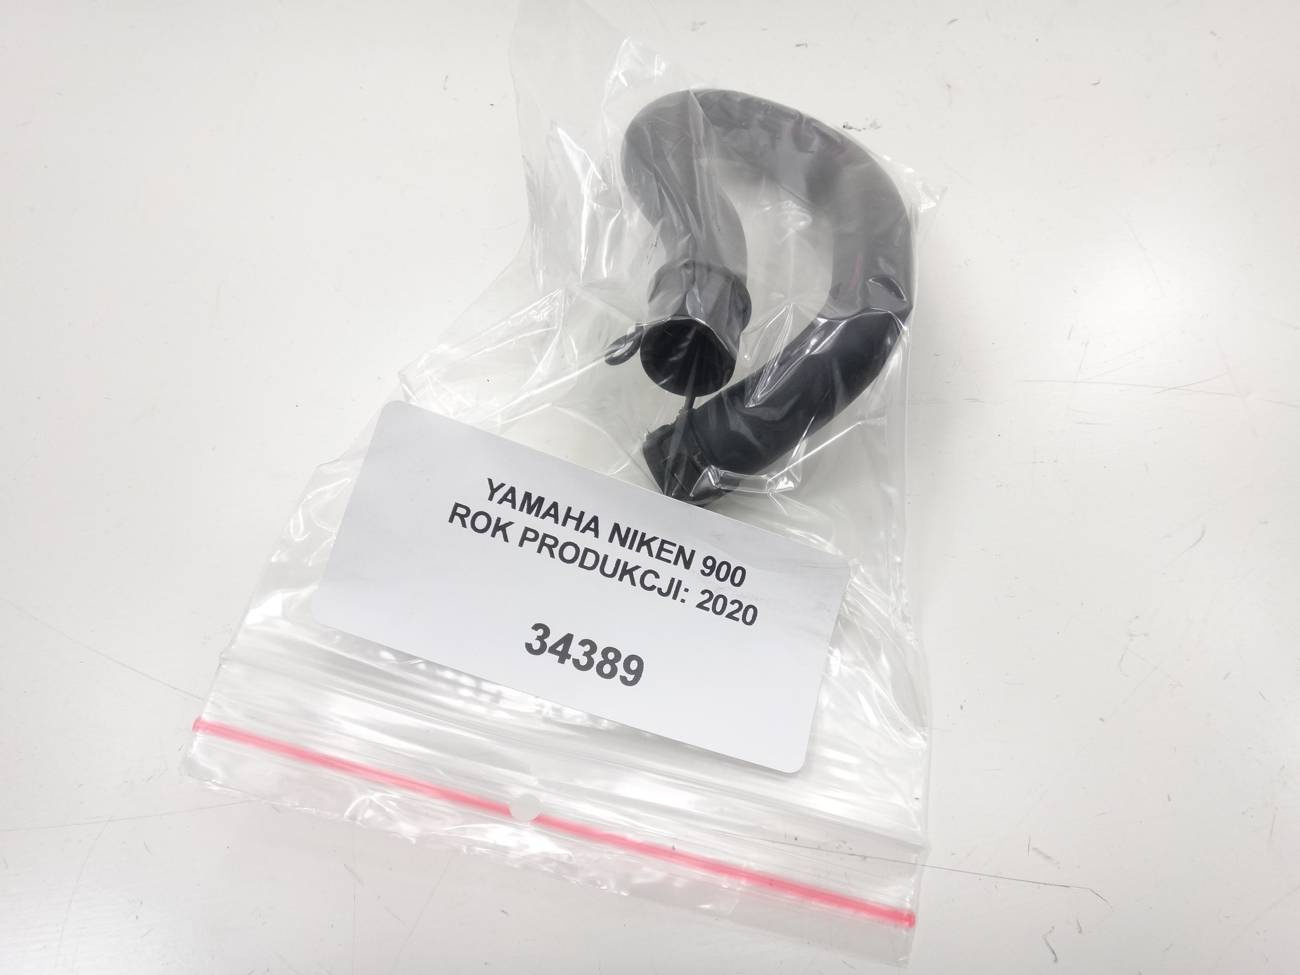 YAMAHA NIKEN 900
ROK PRODUKCJI: 2020
34389